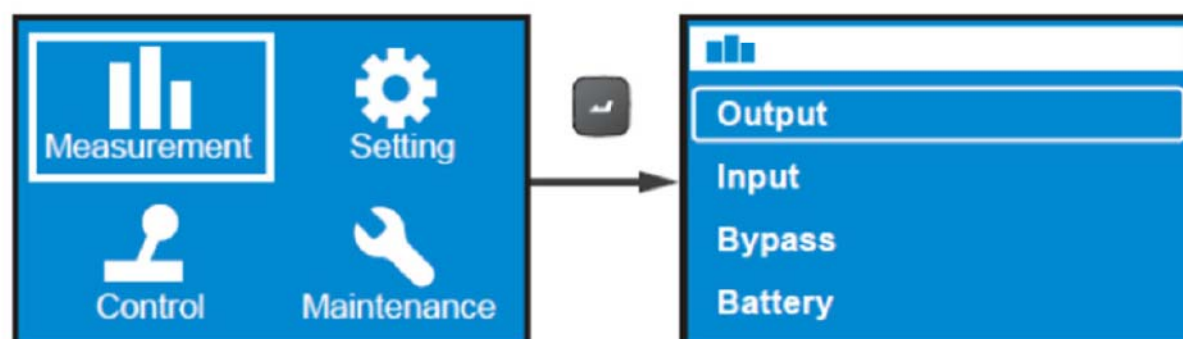 Measurement Setting
Control Maintenance
Output
Input
Bypass
Battery